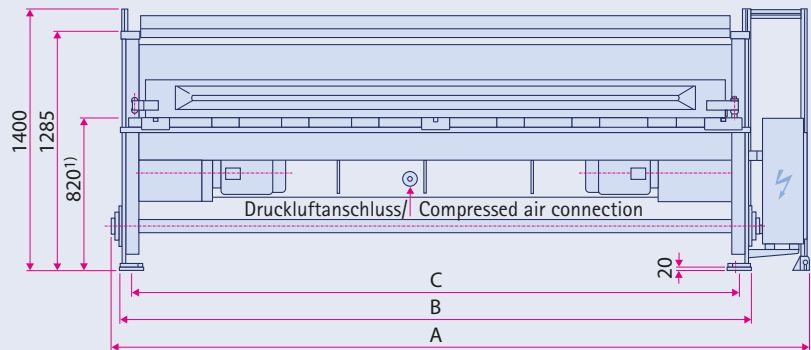 1400
1285
820¹⁾
Druckluftanschluss/ Compressed air connection
20
C
B
A